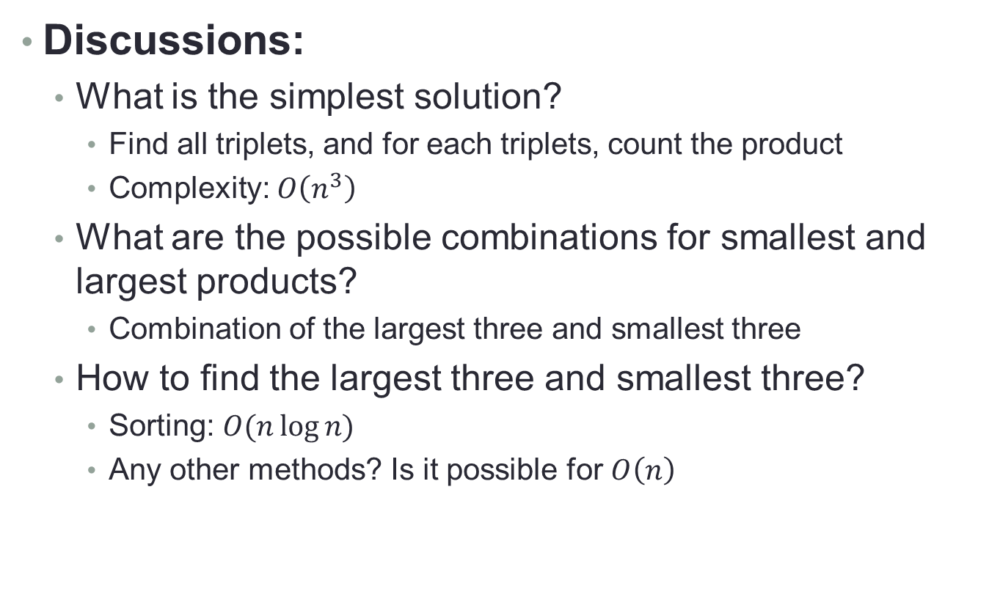 • Discussions:
• What is the simplest solution?
• Find all triplets, and for each triplets, count the product
• Complexity: 𝑂(𝑛³)
• What are the possible combinations for smallest and
largest products?
• Combination of the largest three and smallest three
• How to find the largest three and smallest three?
• Sorting: 𝑂(𝑛 log 𝑛)
• Any other methods? Is it possible for 𝑂(𝑛)